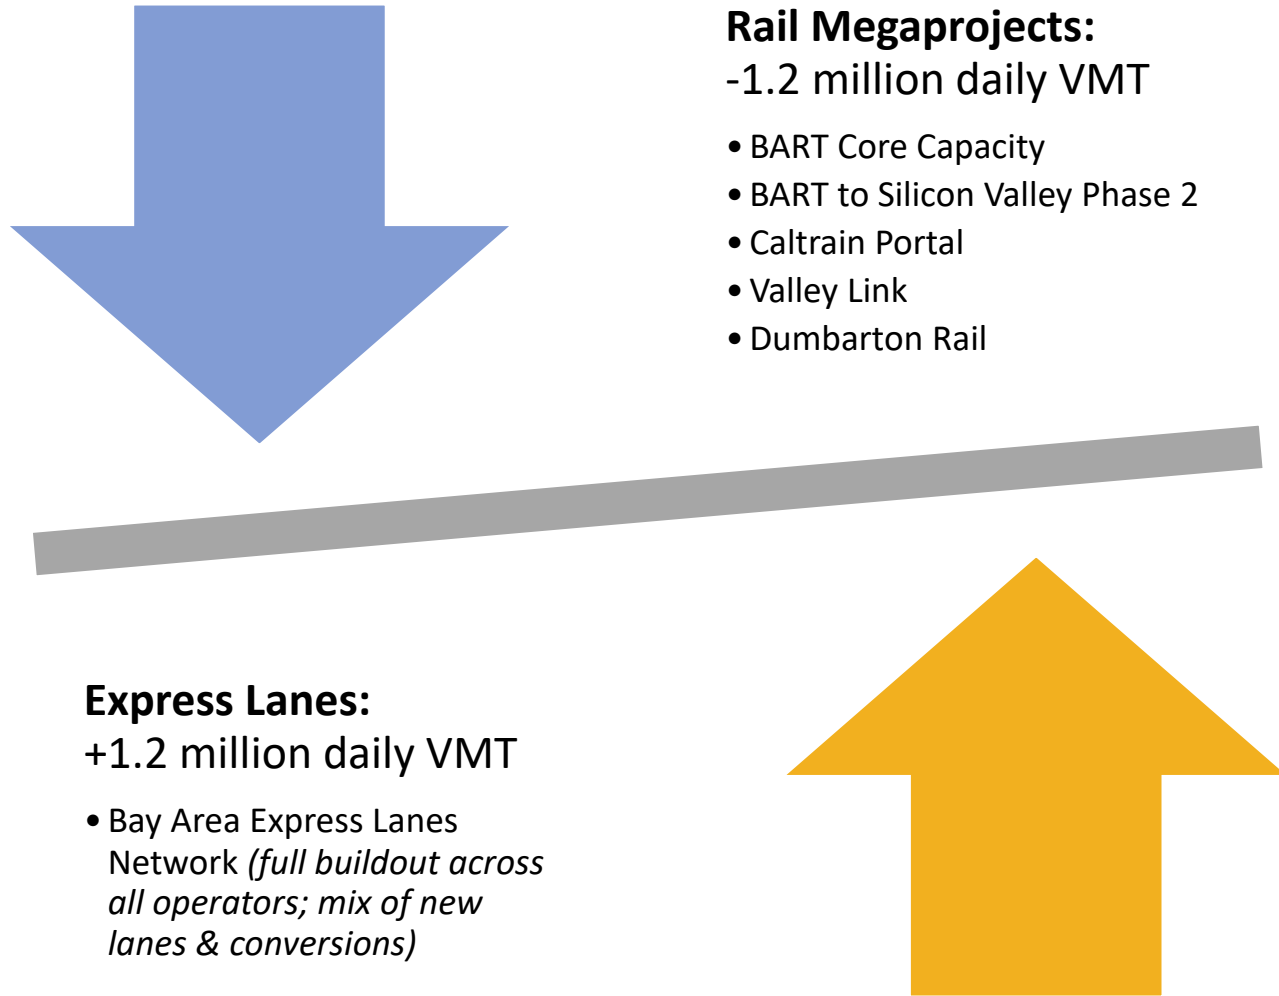 Rail Megaprojects:
-1.2 million daily VMT
• BART Core Capacity
• BART to Silicon Valley Phase 2
• Caltrain Portal
• Valley Link
• Dumbarton Rail
Express Lanes:
+1.2 million daily VMT
• Bay Area Express Lanes
Network (full buildout across
all operators; mix of new
lanes & conversions)